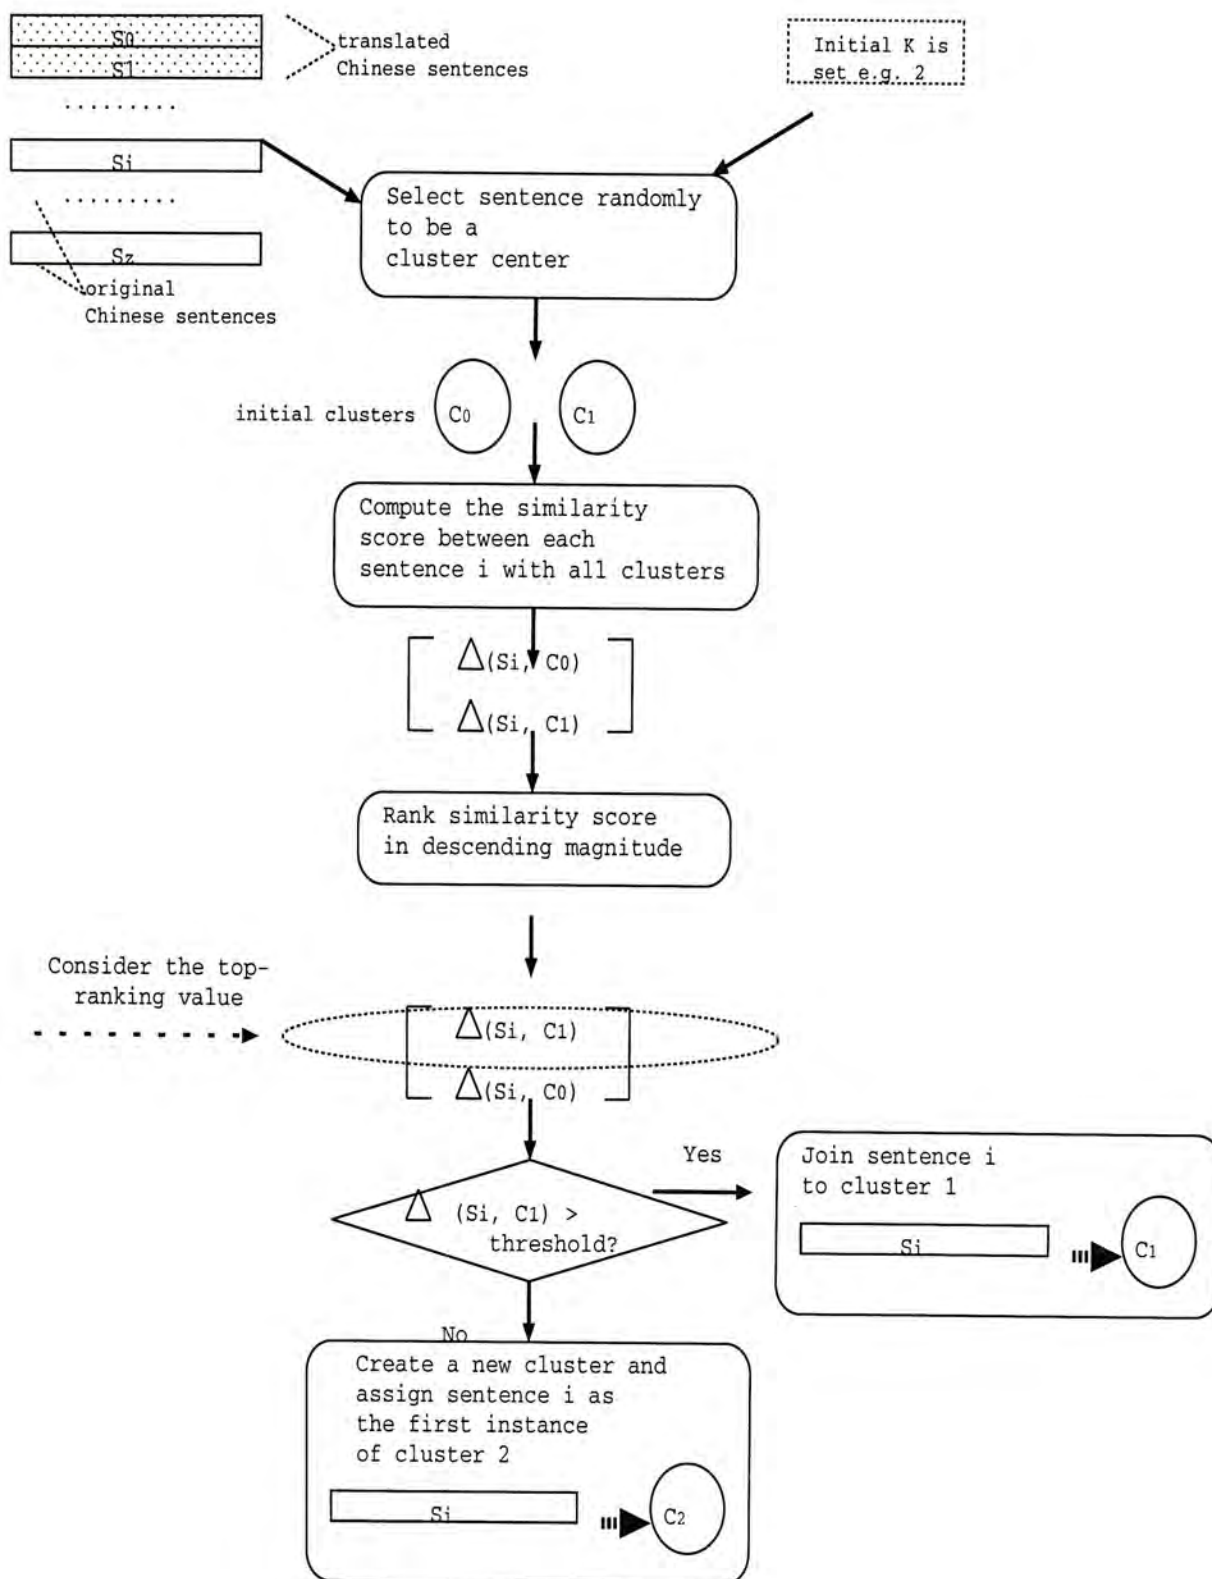 S0
S1
translated
Chinese sentences
Initial K is
set e.g. 2
.........
Si
.........
Sz
original
Chinese sentences
Select sentence randomly
to be a
cluster center
initial clusters
C0
C1
Compute the similarity
score between each
sentence i with all clusters
Δ(Si, C0)
Δ(Si, C1)
Rank similarity score
in descending magnitude
Consider the top-
ranking value
Δ(Si, C1)
Δ(Si, C0)
Δ (Si, C1) >
threshold?
Yes
Join sentence i
to cluster 1
Si
C1
No
Create a new cluster and
assign sentence i as
the first instance
of cluster 2
Si
C2